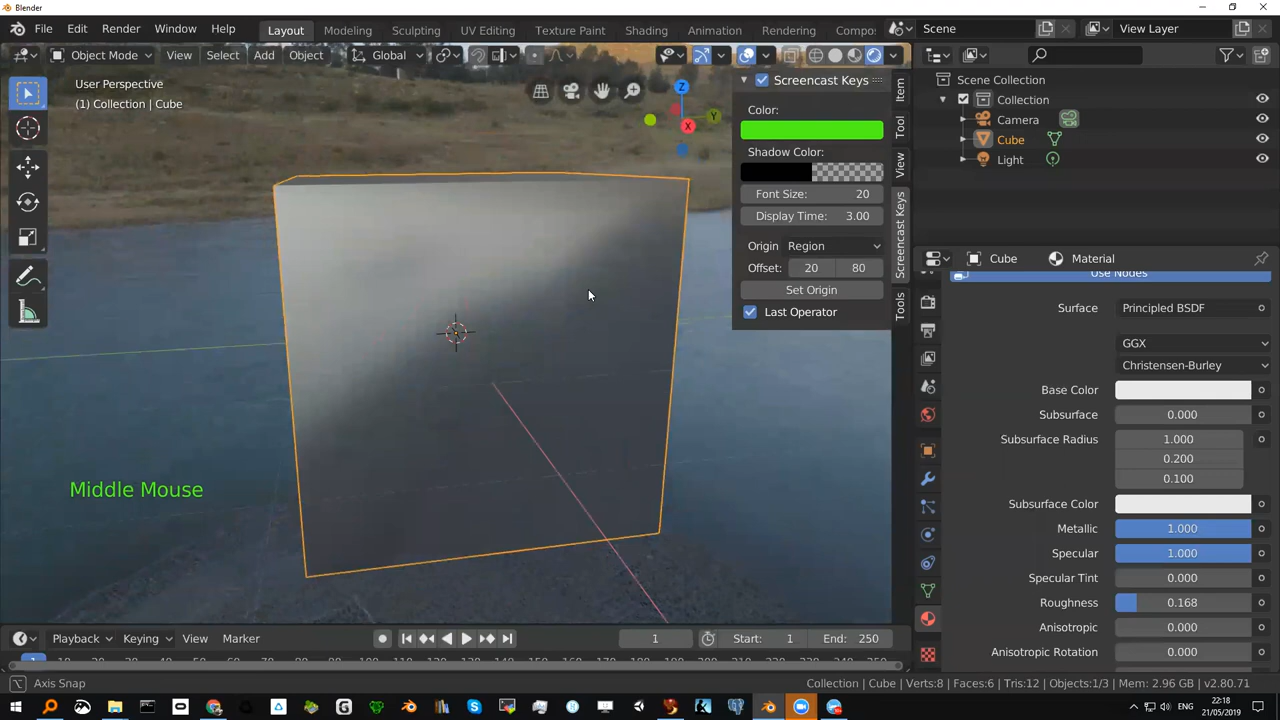 Blender
File Edit Render Window Help Layout Modeling Sculpting UV Editing Texture Paint Shading Animation Rendering Compos Scene View Layer
Object Mode View Select Add Object Global
User Perspective
(1) Collection | Cube
Z
Y
X
Screencast Keys
Color:
Shadow Color:
Font Size: 20
Display Time: 3.00
Origin Region
Offset: 20 80
Set Origin
Last Operator
Item
Tool
View
Screencast Keys
Tools
Middle Mouse
Scene Collection
Collection
Camera
Cube
Light
Cube Material
Use Nodes
Surface Principled BSDF
GGX
Christensen-Burley
Base Color
Subsurface 0.000
Subsurface Radius 1.000
0.200
0.100
Subsurface Color
Metallic 1.000
Specular 1.000
Specular Tint 0.000
Roughness 0.168
Anisotropic 0.000
Anisotropic Rotation 0.000
Playback Keying View Marker 1 Start: 1 End: 250
Axis Snap Collection | Cube | Verts:8 | Faces:6 | Tris:12 | Objects:1/3 | Mem: 2.96 GB | v2.80.71
22:18
21/05/2019